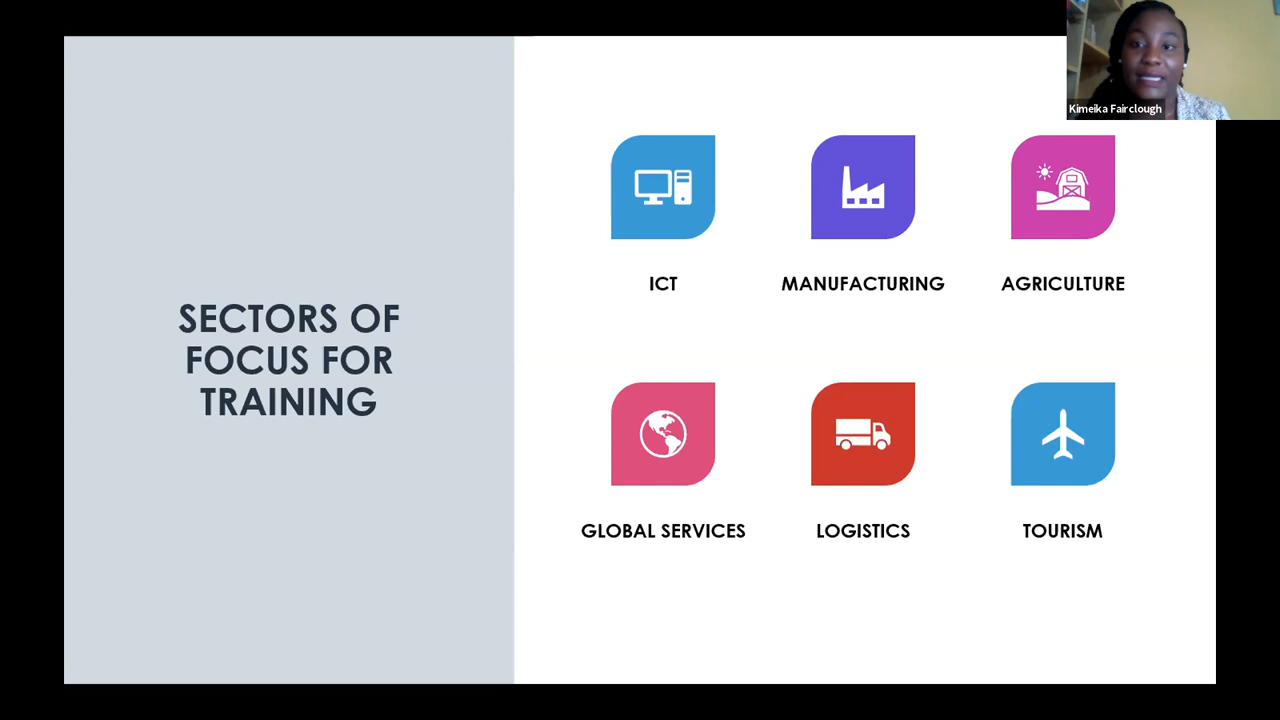 Kimeika Fairclough
SECTORS OF
FOCUS FOR
TRAINING
ICT
MANUFACTURING
AGRICULTURE
GLOBAL SERVICES
LOGISTICS
TOURISM